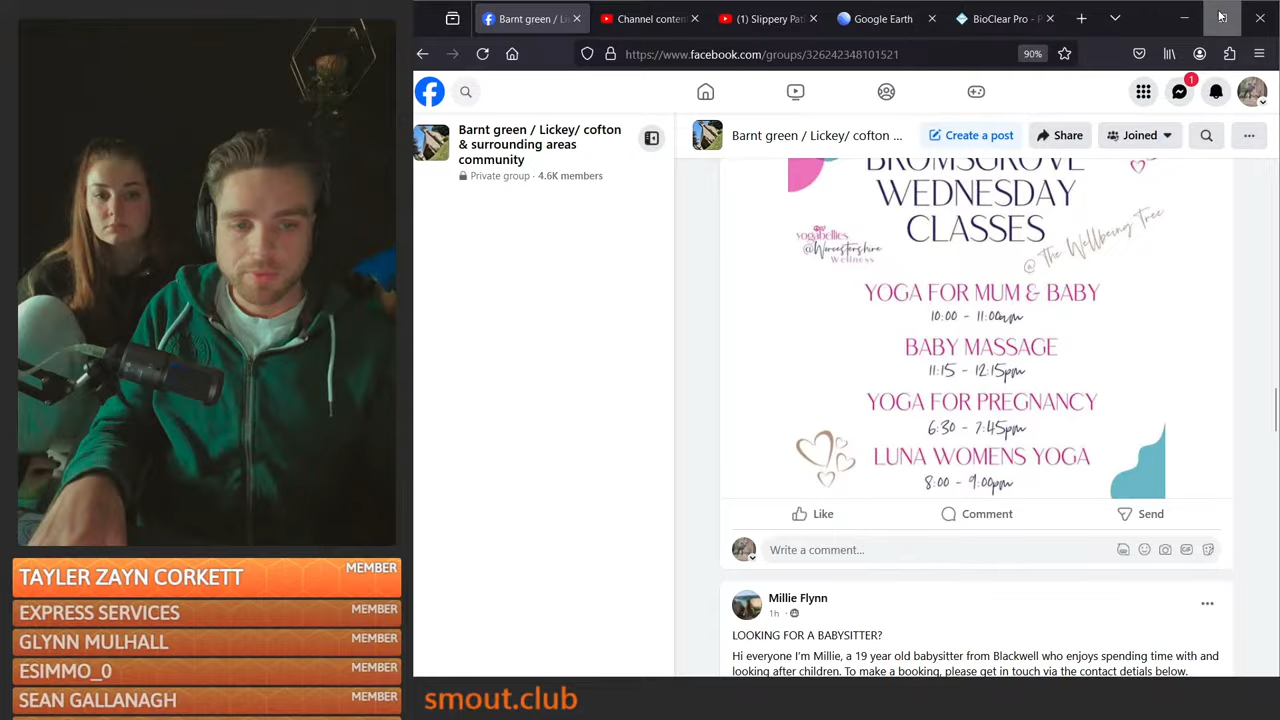 Barnt green / Lic
Channel conten
(1) Slippery Pat
Google Earth
BioClear Pro - P
https://www.facebook.com/groups/326242348101521
90%
1
Barnt green / Lickey/ cofton
& surrounding areas
community
Private group · 4.6K members
Barnt green / Lickey/ cofton ...
Create a post
Share
Joined
BROMSGROVE
WEDNESDAY
CLASSES
yogabellies
@Worcestershire
Wellness
@ The Wellbeing Tree
YOGA FOR MUM & BABY
10:00 - 11:00am
BABY MASSAGE
11:15 - 12:15pm
YOGA FOR PREGNANCY
6:30 - 7:45pm
LUNA WOMENS YOGA
8:00 - 9:00pm
Like
Comment
Send
Write a comment...
Millie Flynn
1h ·
LOOKING FOR A BABYSITTER?
Hi everyone I'm Millie, a 19 year old babysitter from Blackwell who enjoys spending time with and
looking after children. To make a booking, please get in touch via the contact detials below.
TAYLER ZAYN CORKETT
MEMBER
EXPRESS SERVICES
MEMBER
GLYNN MULHALL
MEMBER
ESIMMO_0
MEMBER
SEAN GALLANAGH
MEMBER
smout.club